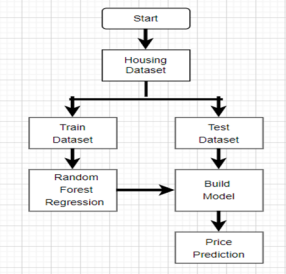 Start
Housing
Dataset
Train
Dataset
Test
Dataset
Random
Forest
Regression
Build
Model
Price
Prediction